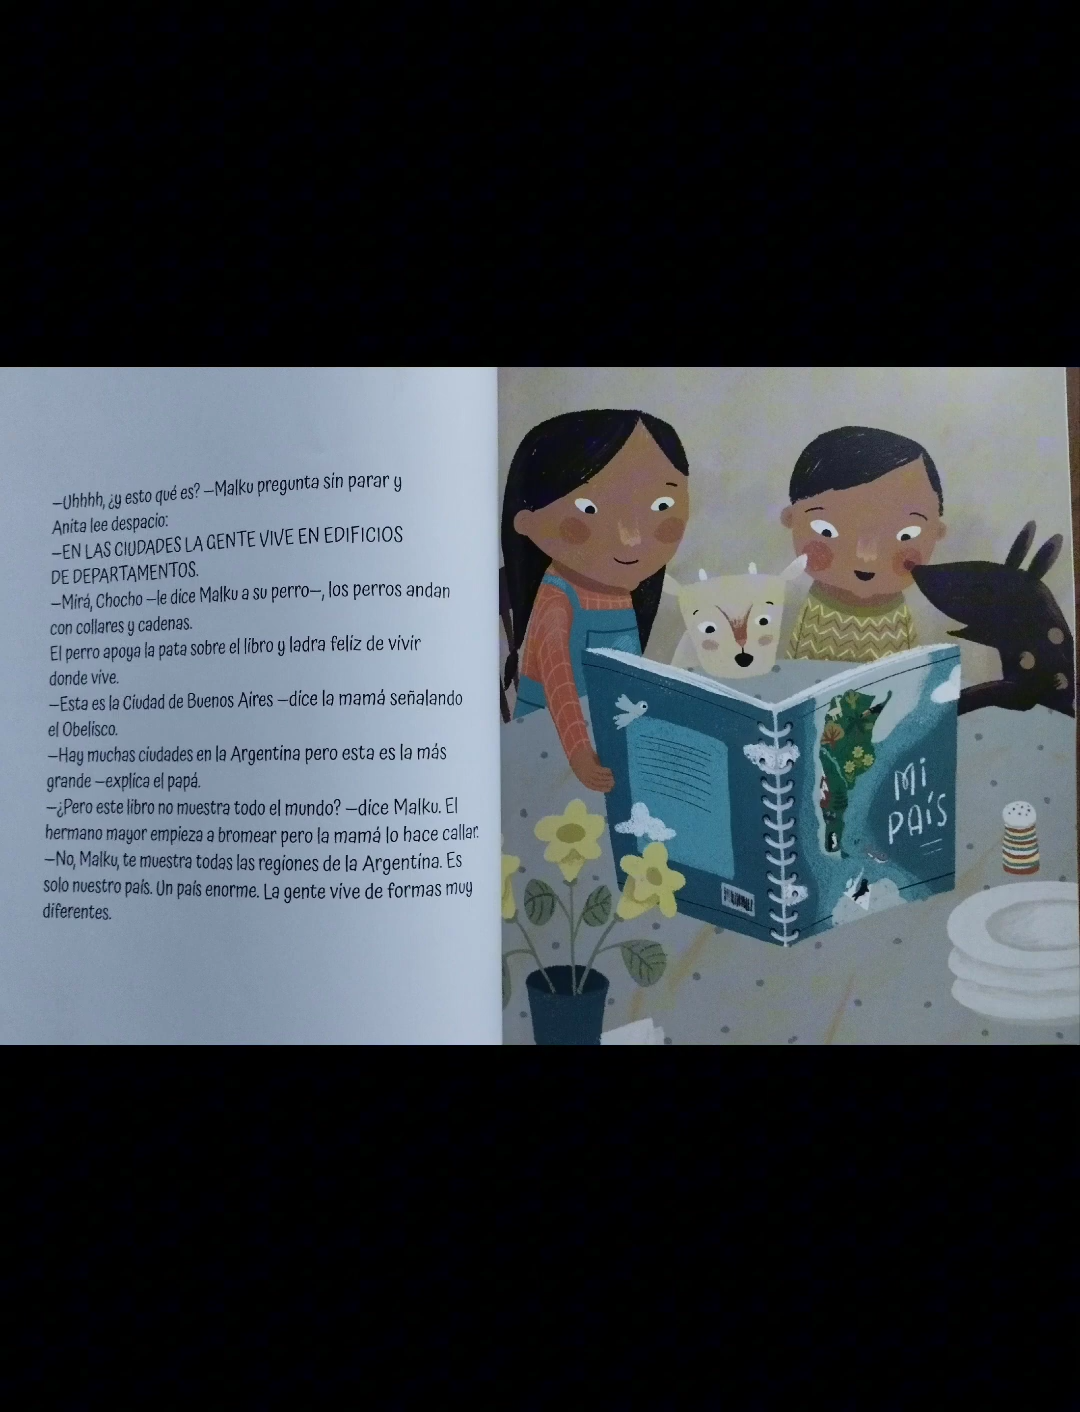 —Uhhhh, ¿y esto qué es? —Malku pregunta sin parar y
Anita lee despacio:
—EN LAS CIUDADES LA GENTE VIVE EN EDIFICIOS
DE DEPARTAMENTOS.
—Mirá, Chocho —le dice Malku a su perro—, los perros andan
con collares y cadenas.
El perro apoya la pata sobre el libro y ladra feliz de vivir
donde vive.
—Esta es la Ciudad de Buenos Aires —dice la mamá señalando
el Obelisco.
—Hay muchas ciudades en la Argentina pero esta es la más
grande —explica el papá.
—¿Pero este libro no muestra todo el mundo? —dice Malku. El
hermano mayor empieza a bromear pero la mamá lo hace callar.
—No, Malku, te muestra todas las regiones de la Argentina. Es
solo nuestro país. Un país enorme. La gente vive de formas muy
diferentes.
Mi
PAÍS